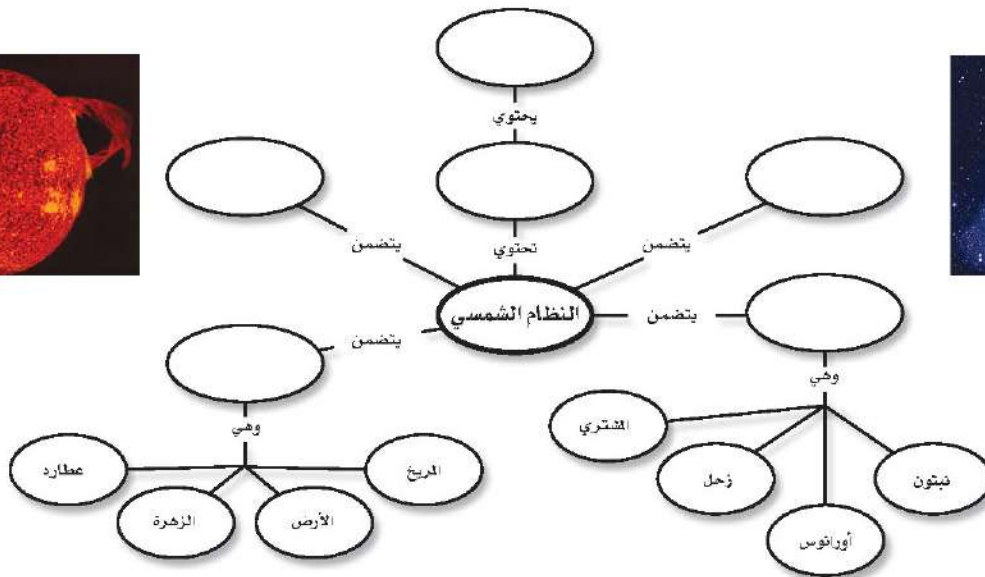 يحتوي
يتضمن
تحتوي
يتضمن
النظام الشمسي
يتضمن
يتضمن
وهي
المشتري
زحل
نبتون
أورانوس
وهي
المريخ
عطارد
الأرض
الزهرة